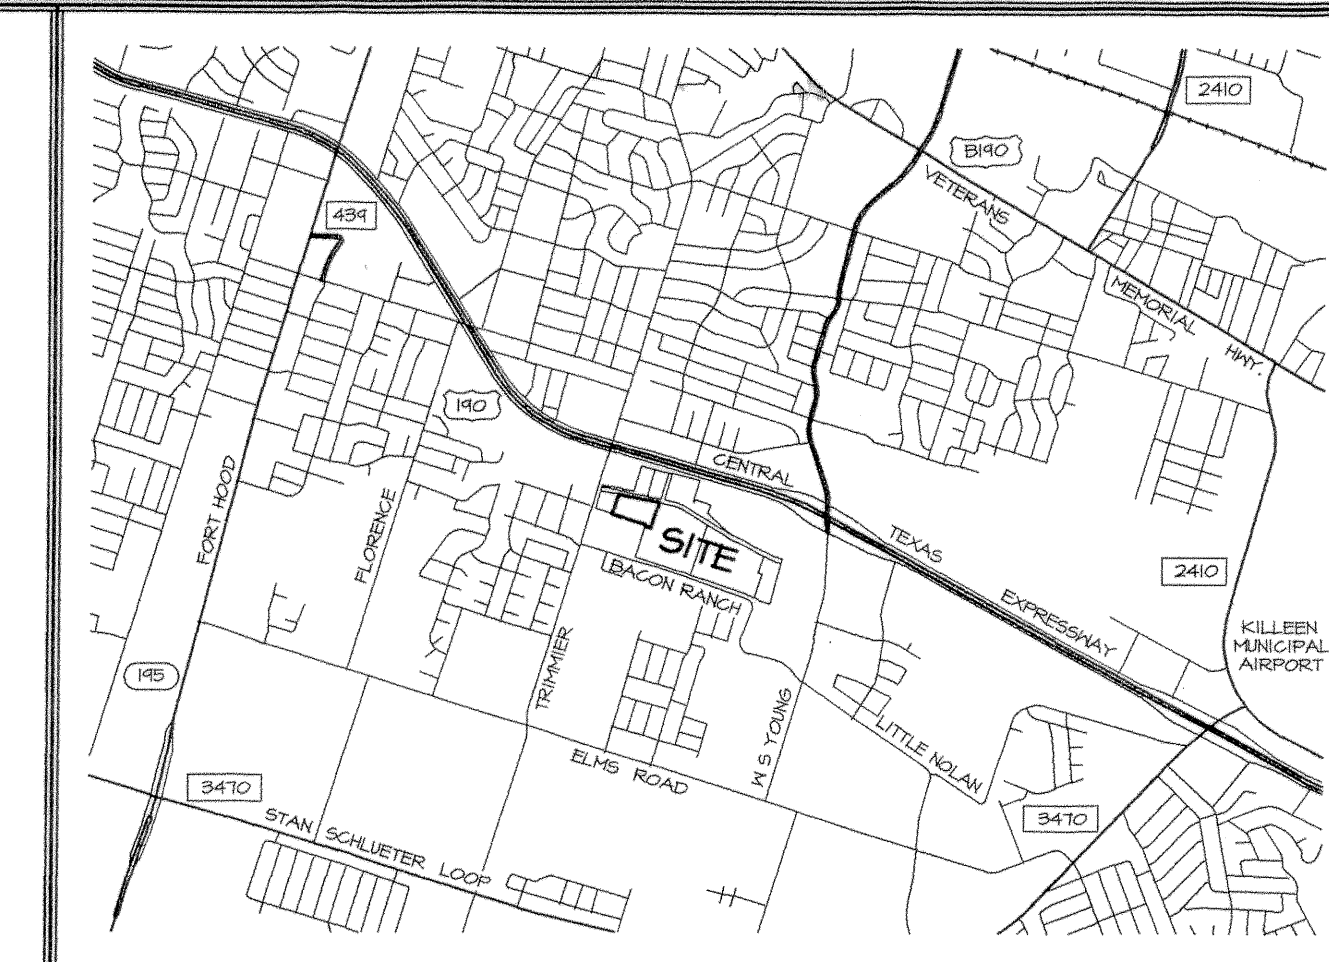 2410
B190
VETERANS
MEMORIAL
HWY.
439
190
CENTRAL
TEXAS
EXPRESSWAY
FORT HOOD
FLORENCE
SITE
BACON RANCH
TRIMMIER
W S YOUNG
LITTLE NOLAN
ELMS ROAD
2410
KILLEEN
MUNICIPAL
AIRPORT
195
3470
STAN SCHLUETER LOOP
3470